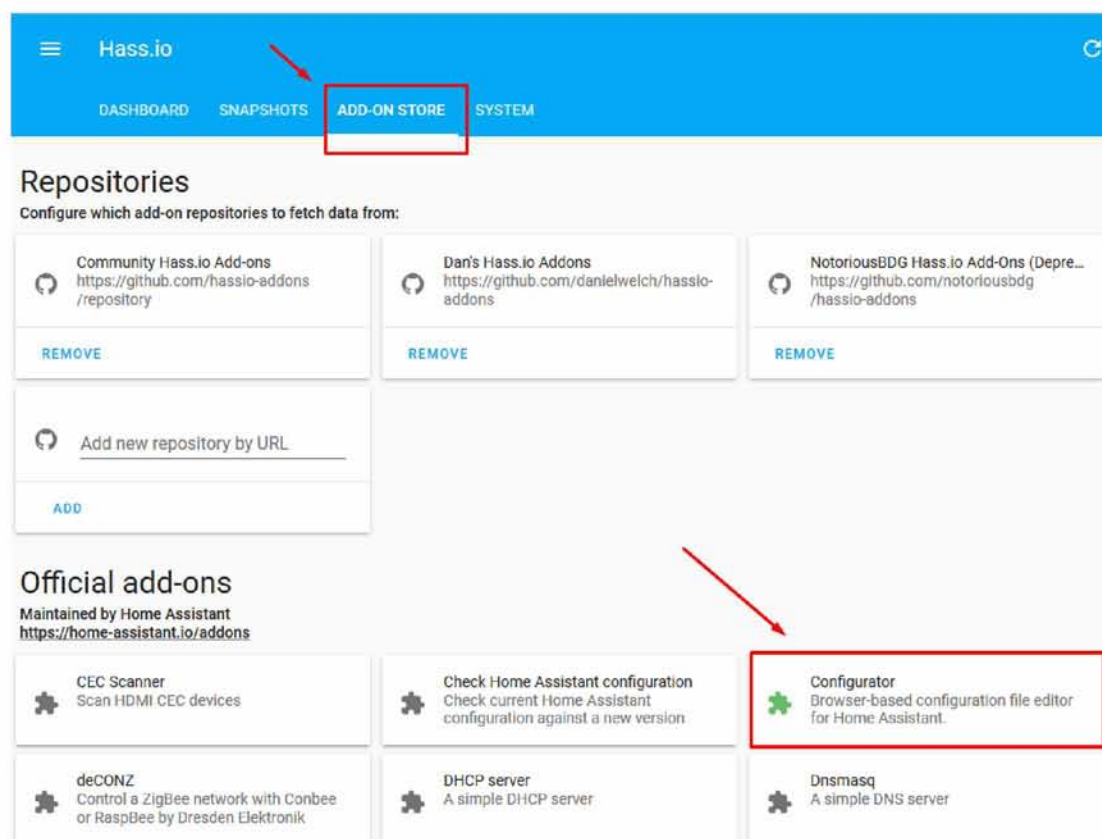 Hass.io
DASHBOARD SNAPSHOTS ADD-ON STORE SYSTEM
Repositories
Configure which add-on repositories to fetch data from:
Community Hass.io Add-ons
https://github.com/hassio-addons
/repository
REMOVE
Dan's Hass.io Addons
https://github.com/danielwelch/hassio-
addons
REMOVE
NotoriousBDG Hass.io Add-Ons (Depre...
https://github.com/notoriousbdg
/hassio-addons
REMOVE
Add new repository by URL
ADD
Official add-ons
Maintained by Home Assistant
https://home-assistant.io/addons
CEC Scanner
Scan HDMI CEC devices
Check Home Assistant configuration
Check current Home Assistant
configuration against a new version
Configurator
Browser-based configuration file editor
for Home Assistant.
deCONZ
Control a ZigBee network with Conbee
or RaspBee by Dresden Elektronik
DHCP server
A simple DHCP server
Dnsmasq
A simple DNS server